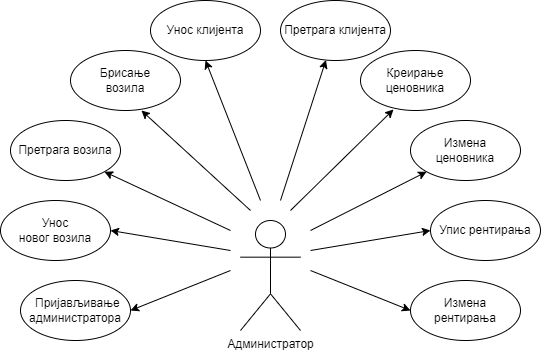 Унос клијента
Претрага клијента
Брисање
возила
Креирање
ценовника
Претрага возила
Измена
ценовника
Унос
новог возила
Упис рентирања
Пријављивање
администратора
Измена
рентирања
Администратор